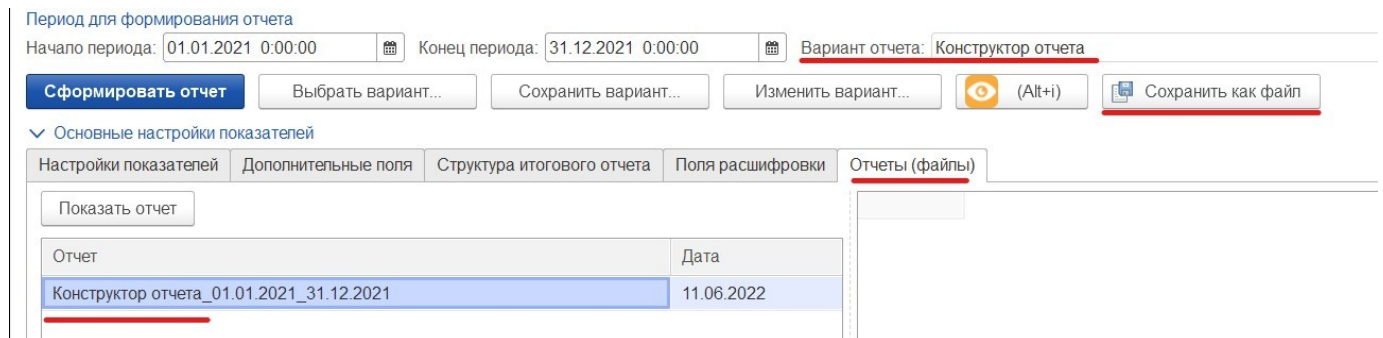 Период для формирования отчета
Начало периода: 01.01.2021 0:00:00 Конец периода: 31.12.2021 0:00:00 Вариант отчета: Конструктор отчета
Сформировать отчет Выбрать вариант... Сохранить вариант... Изменить вариант... (Alt+i) Сохранить как файл
Основные настройки показателей
Настройки показателей Дополнительные поля Структура итогового отчета Поля расшифровки Отчеты (файлы)
Показать отчет
Отчет Дата
Конструктор отчета_01.01.2021_31.12.2021 11.06.2022